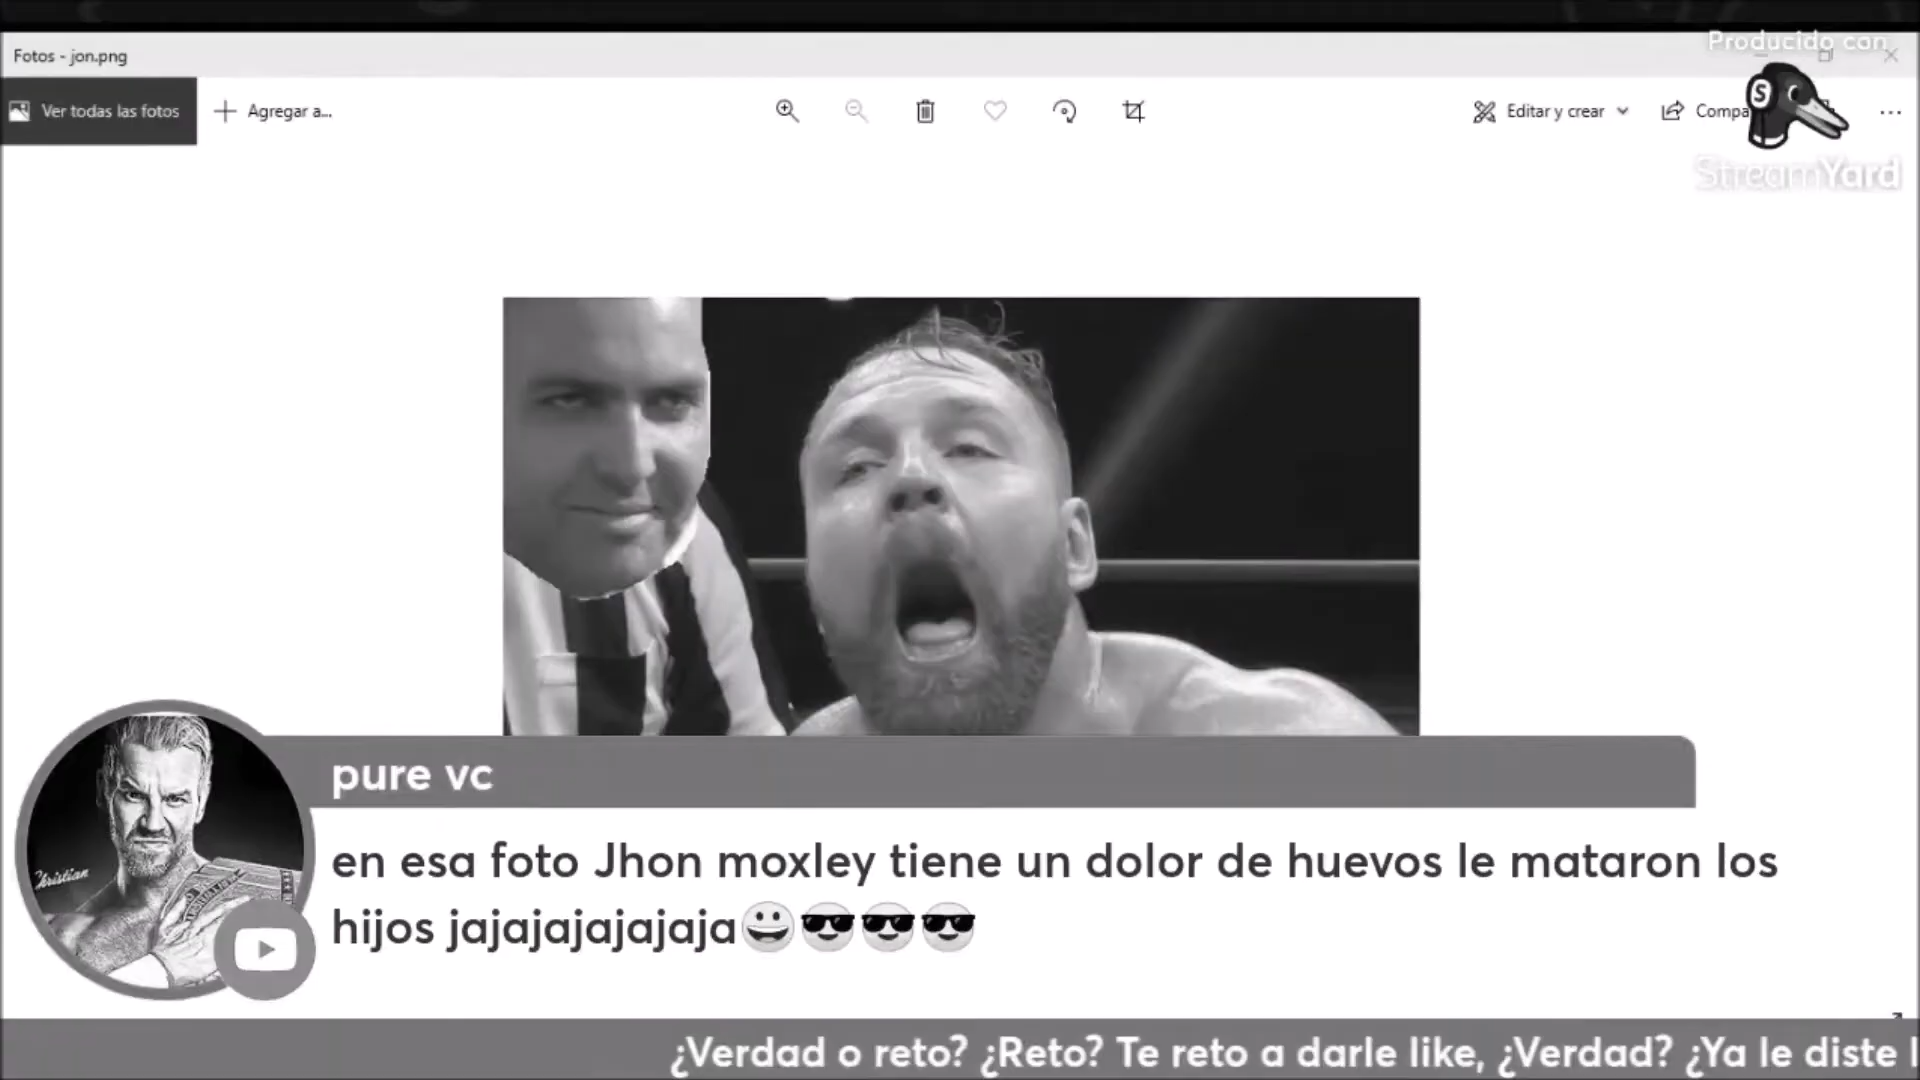 Producido con
Fotos - jon.png
Ver todas las fotos
Agregar a...
Editar y crear
Compa
S
StreamYard
Christian
pure vc
en esa foto Jhon moxley tiene un dolor de huevos le mataron los
hijos jajajajajajaja😀😎😎😎
¿Verdad o reto? ¿Reto? Te reto a darle like, ¿Verdad? ¿Ya le diste l